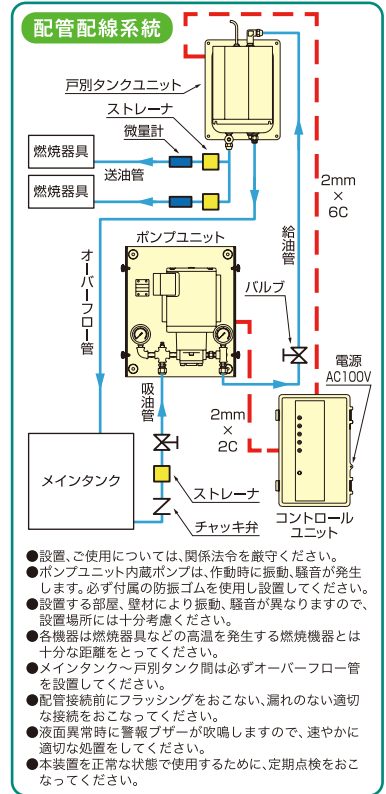 配管配線系統
戸別タンクユニット
ストレーナ
微量計
燃焼器具
送油管
燃焼器具
2mm
×
6C
給油管
オーバーフロー管
ポンプユニット
バルブ
電源
AC100V
吸油管
2mm
×
2C
メインタンク
ストレーナ
チャッキ弁
コントロール
ユニット
●設置、ご使用については、関係法令を厳守ください。
●ポンプユニット内蔵ポンプは、作動時に振動、騒音が発生
します。必ず付属の防振ゴムを使用し設置してください。
●設置する部屋、壁材により振動、騒音が異なりますので、
設置場所には十分考慮ください。
●各機器は燃焼器具などの高温を発生する燃焼機器とは
十分な距離をとってください。
●メインタンク～戸別タンク間は必ずオーバーフロー管
を設置してください。
●配管接続前にフラッシングをおこない、漏れのない適切
な接続をおこなってください。
●液面異常時に警報ブザーが吹鳴しますので、速やかに
適切な処置をしてください。
●本装置を正常な状態で使用するために、定期点検をおこ
なってください。